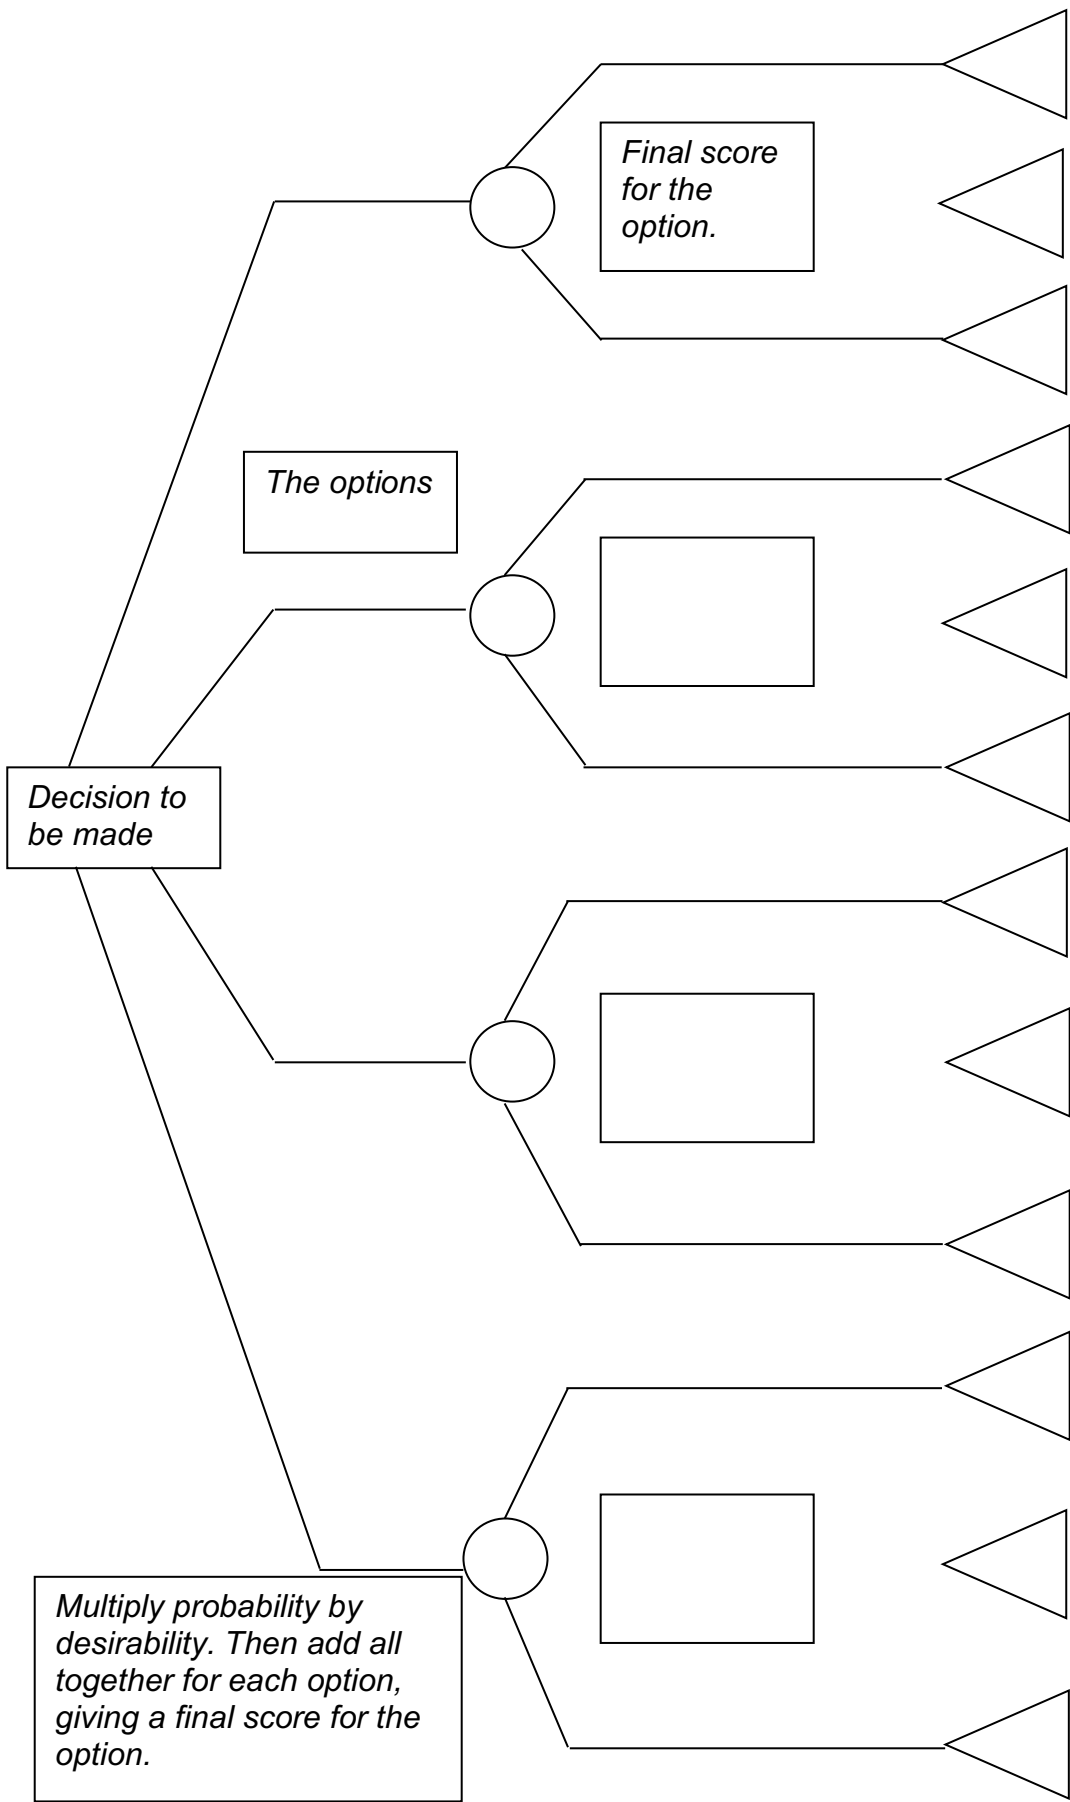 Final score
for the
option.
The options
Decision to
be made
Multiply probability by
desirability. Then add all
together for each option,
giving a final score for the
option.